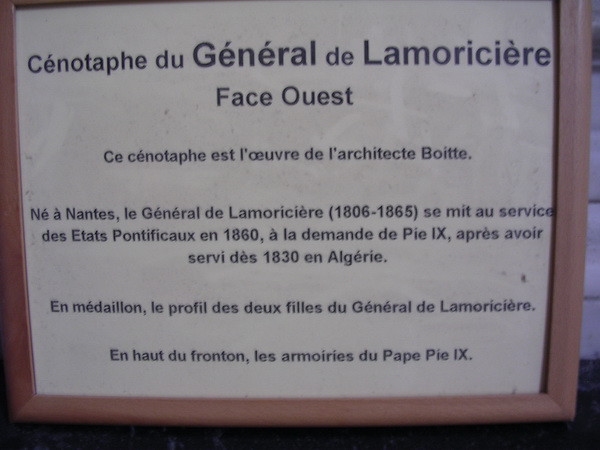 Cénotaphe du Général de Lamoricière
Face Ouest
Ce cénotaphe est l'œuvre de l'architecte Boitte.
Né à Nantes, le Général de Lamoricière (1806-1865) se mit au service
des Etats Pontificaux en 1860, à la demande de Pie IX, après avoir
servi dès 1830 en Algérie.
En médaillon, le profil des deux filles du Général de Lamoricière.
En haut du fronton, les armoiries du Pape Pie IX.